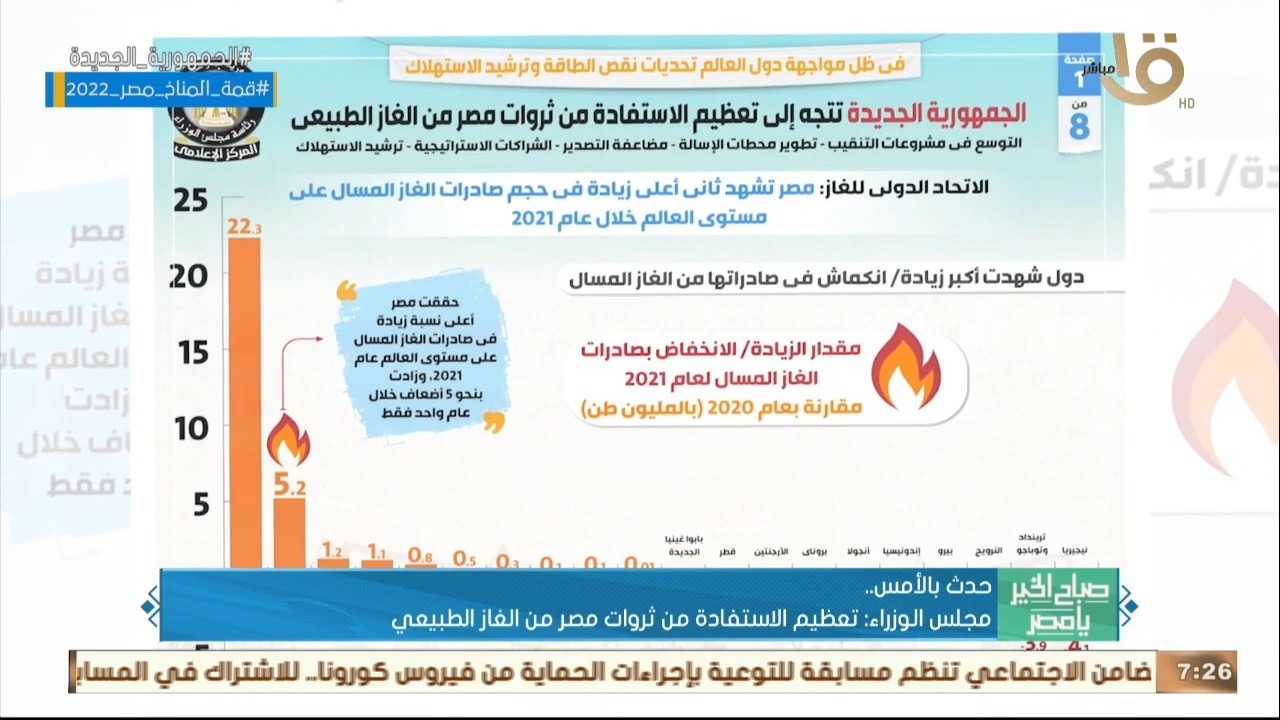 #الجمهورية_الجديدة
#قمة_المناخ_مصر_2022
رئاسة مجلس الوزراء
المركز الإعلامى
مباشر
HD
صفحة
1
من
8
فى ظل مواجهة دول العالم تحديات نقص الطاقة وترشيد الاستهلاك
الجمهورية الجديدة تتجه إلى تعظيم الاستفادة من ثروات مصر من الغاز الطبيعى
التوسع فى مشروعات التنقيب - تطوير محطات الإسالة - مضاعفة التصدير - الشراكات الاستراتيجية - ترشيد الاستهلاك
الاتحاد الدولى للغاز: مصر تشهد ثانى أعلى زيادة فى حجم صادرات الغاز المسال على
مستوى العالم خلال عام 2021
دول شهدت أكبر زيادة/ انكماش فى صادراتها من الغاز المسال
مقدار الزيادة/ الانخفاض بصادرات
الغاز المسال لعام 2021
مقارنة بعام 2020 (بالمليون طن)
حققت مصر
أعلى نسبة زيادة
فى صادرات الغاز المسال
على مستوى العالم عام
2021، وزادت
بنحو 5 أضعاف خلال
عام واحد فقط
25
20
15
10
5
22.3
5.2
1.2
1.1
0.8
0.5
0.3
0.1
0.1
0.01
بابوا غينيا
الجديدة
قطر
الأرجنتين
بروناى
أنجولا
إندونيسيا
بيرو
النرويج
ترينداد
وتوباجو
نيجيريا
صباح الخير
يا مصر
حدث بالأمس..
مجلس الوزراء: تعظيم الاستفادة من ثروات مصر من الغاز الطبيعي
7:26
ضامن الاجتماعي تنظم مسابقة للتوعية بإجراءات الحماية من فيروس كورونا.. للاشتراك في المساب